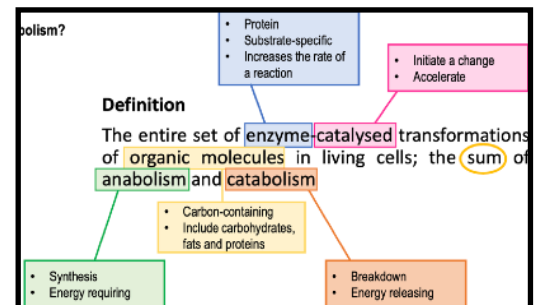 bolism?
• Protein
• Substrate-specific
• Increases the rate of
a reaction
• Initiate a change
• Accelerate
Definition
The entire set of enzyme-catalysed transformations
of organic molecules in living cells; the sum of
anabolism and catabolism
• Carbon-containing
• Include carbohydrates,
fats and proteins
• Synthesis
• Energy requiring
• Breakdown
• Energy releasing